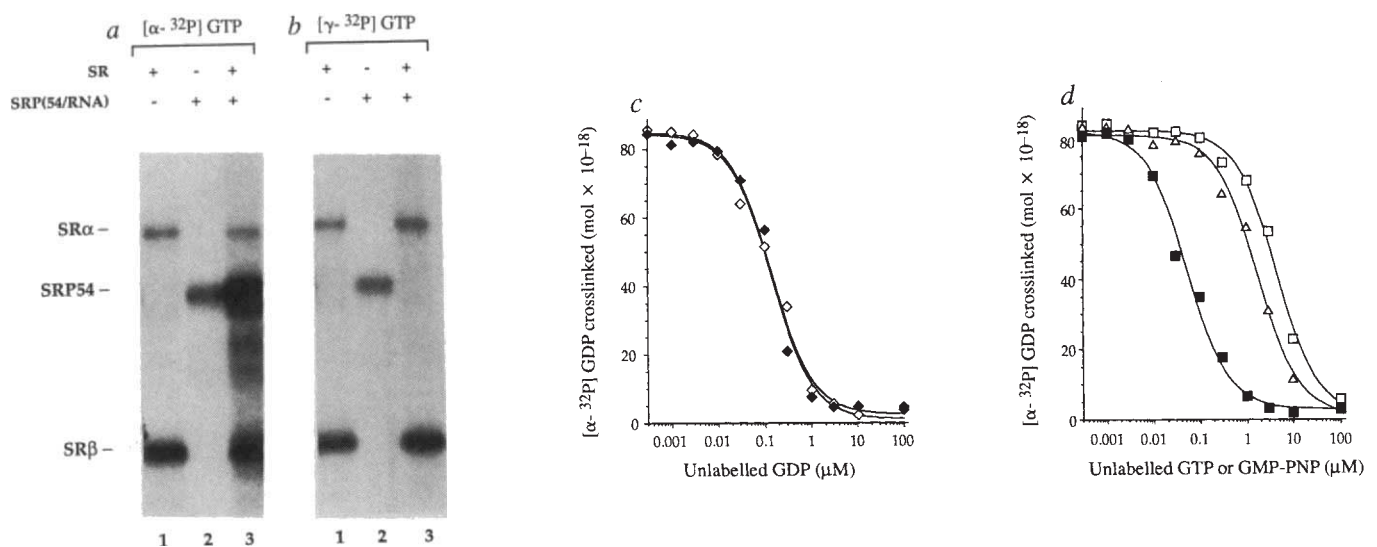 a [α-³²P] GTP
SR + - +
SRP(54/RNA) - + +
SRα –
SRP54 –
SRβ –
1 2 3
b [γ-³²P] GTP
+ - +
- + +
1 2 3
c
[α-³²P] GDP crosslinked (mol × 10⁻¹⁸)
80
60
40
20
0
0.001 0.01 0.1 1 10 100
Unlabelled GDP (μM)
d
[α-³²P] GDP crosslinked (mol × 10⁻¹⁸)
80
60
40
20
0
0.001 0.01 0.1 1 10 100
Unlabelled GTP or GMP-PNP (μM)